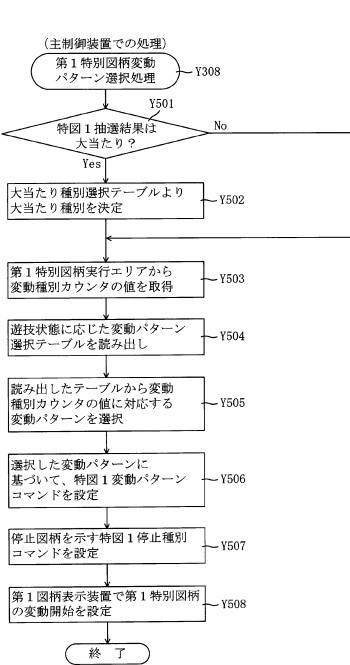 (主制御装置での処理)
第1特別図柄変動
パターン選択処理
Y308
Y501
特図1抽選結果は
大当たり?
No
Yes
大当たり種別選択テーブルより
大当たり種別を決定
Y502
第1特別図柄実行エリアから
変動種別カウンタの値を取得
Y503
遊技状態に応じた変動パターン
選択テーブルを読み出し
Y504
読み出したテーブルから変動
種別カウンタの値に対応する
変動パターンを選択
Y505
選択した変動パターンに
基づいて、特図1変動パターン
コマンドを設定
Y506
停止図柄を示す特図1停止種別
コマンドを設定
Y507
第1図柄表示装置で第1特別図柄
の変動開始を設定
Y508
終了